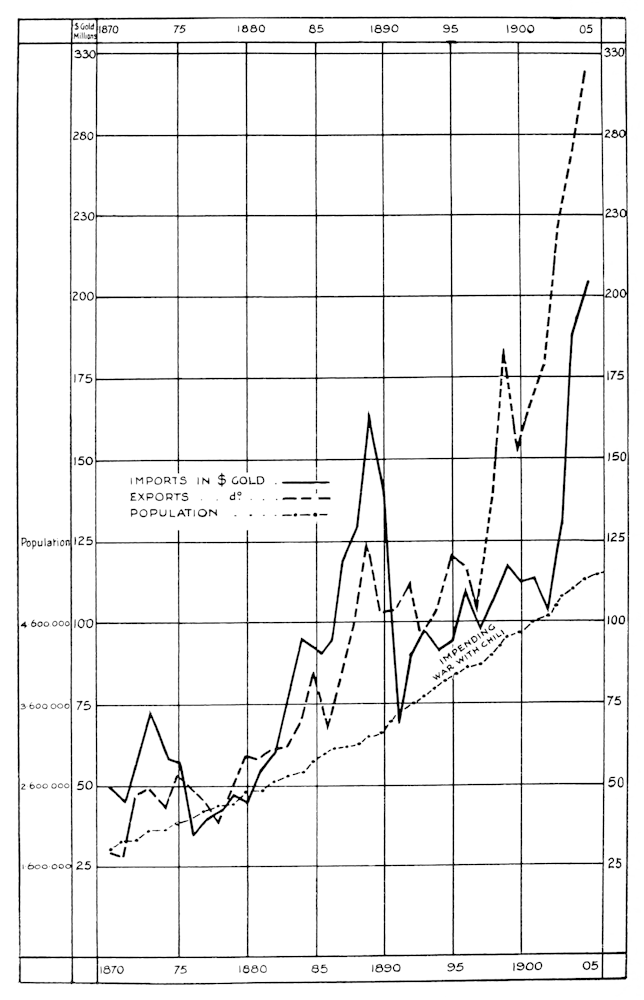 $ Gold
Millions
1870 75 1880 85 1890 95 1900 05
330 330
280 280
230 230
200 200
175 175
150 150
IMPORTS IN $ GOLD .
EXPORTS . . dº . . .
POPULATION . . . .
Population 125 125
4 600 000 100 100
IMPENDING
WAR WITH CHILI
3 600 000 75 75
2 600 000 50 50
1 600 000 25 25
1870 75 1880 85 1890 95 1900 05